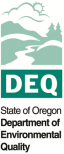 DEQ
State of Oregon
Department of
Environmental
Quality